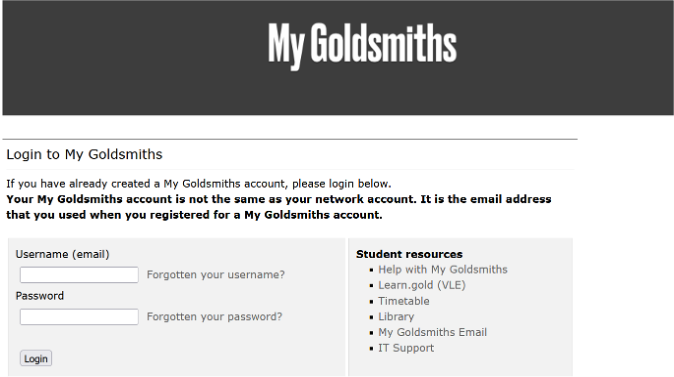 My Goldsmiths
Login to My Goldsmiths
If you have already created a My Goldsmiths account, please login below.
Your My Goldsmiths account is not the same as your network account. It is the email address
that you used when you registered for a My Goldsmiths account.
Username (email)
Forgotten your username?
Password
Forgotten your password?
Login
Student resources
Help with My Goldsmiths
Learn.gold (VLE)
Timetable
Library
My Goldsmiths Email
IT Support